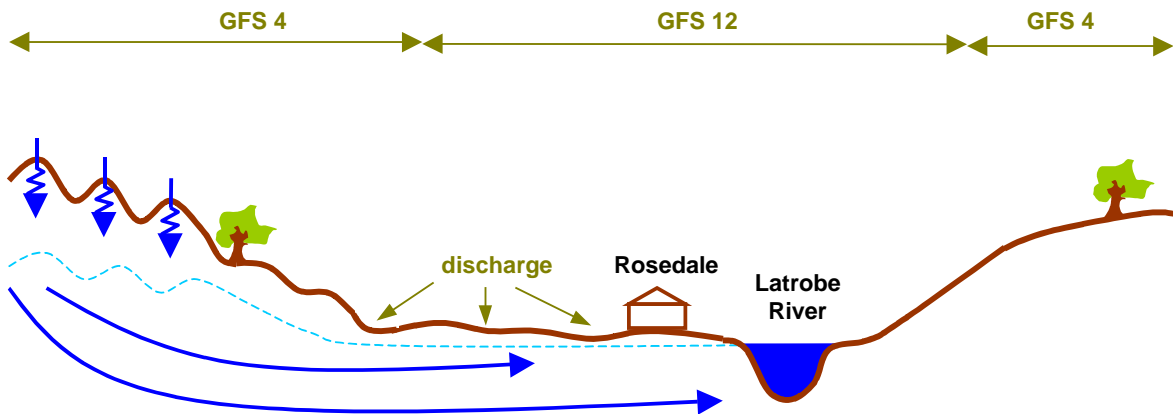 GFS 4
GFS 12
GFS 4
discharge
Rosedale
Latrobe
River